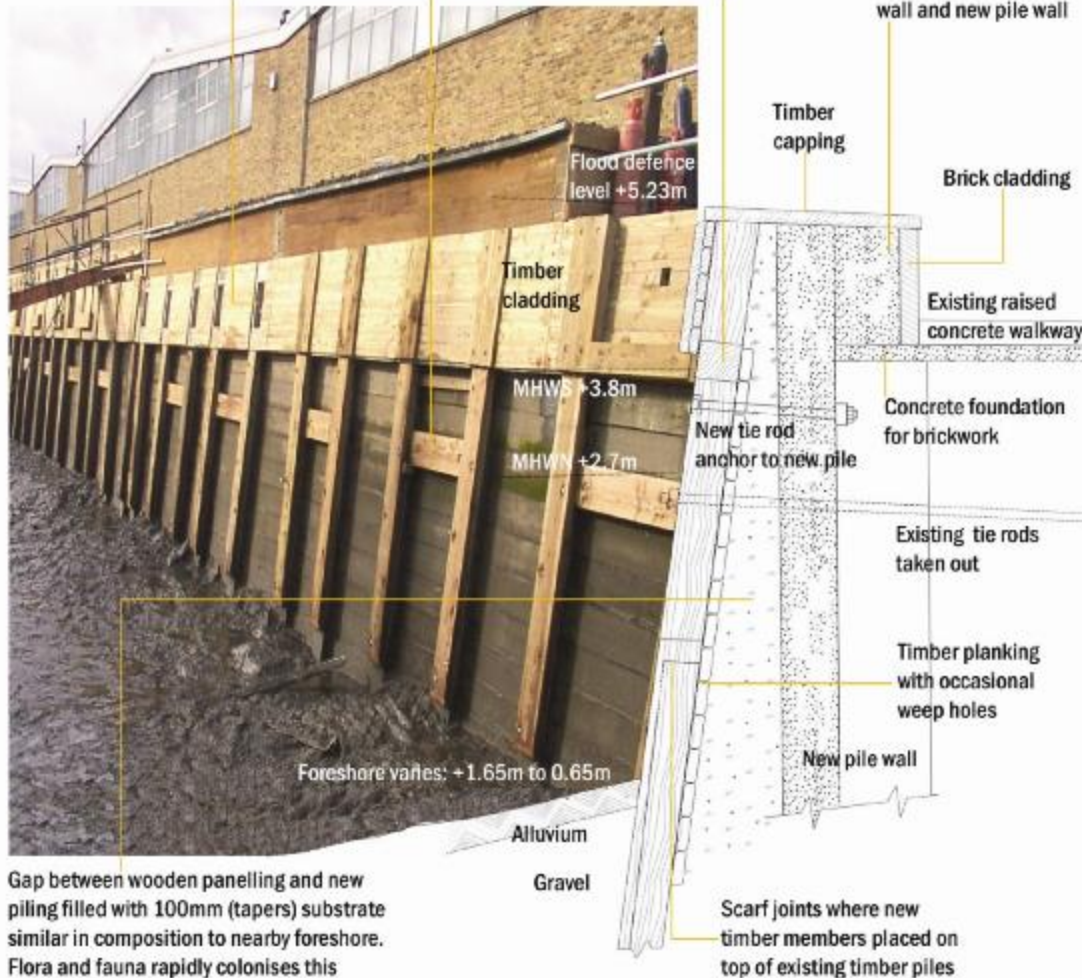 wall and new pile wall
Timber
capping
Brick cladding
Flood defence
level +5.23m
Timber
cladding
Existing raised
concrete walkway
MHWS +3.8m
Concrete foundation
for brickwork
New tie rod
anchor to new pile
MHWN +2.7m
Existing tie rods
taken out
Timber planking
with occasional
weep holes
New pile wall
Foreshore varies: +1.65m to 0.65m
Alluvium
Gravel
Gap between wooden panelling and new
piling filled with 100mm (tapers) substrate
similar in composition to nearby foreshore.
Flora and fauna rapidly colonises this
Scarf joints where new
timber members placed on
top of existing timber piles